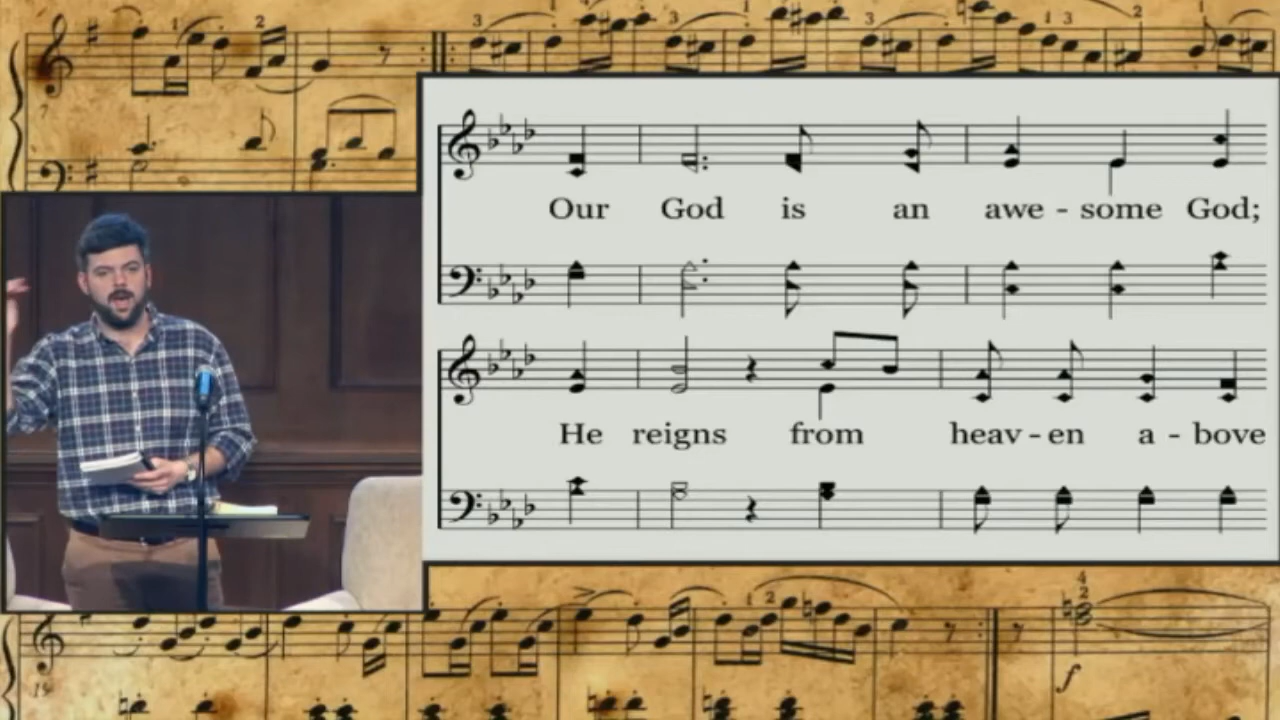 Our God is an awe - some God;
He reigns from heav - en a - bove